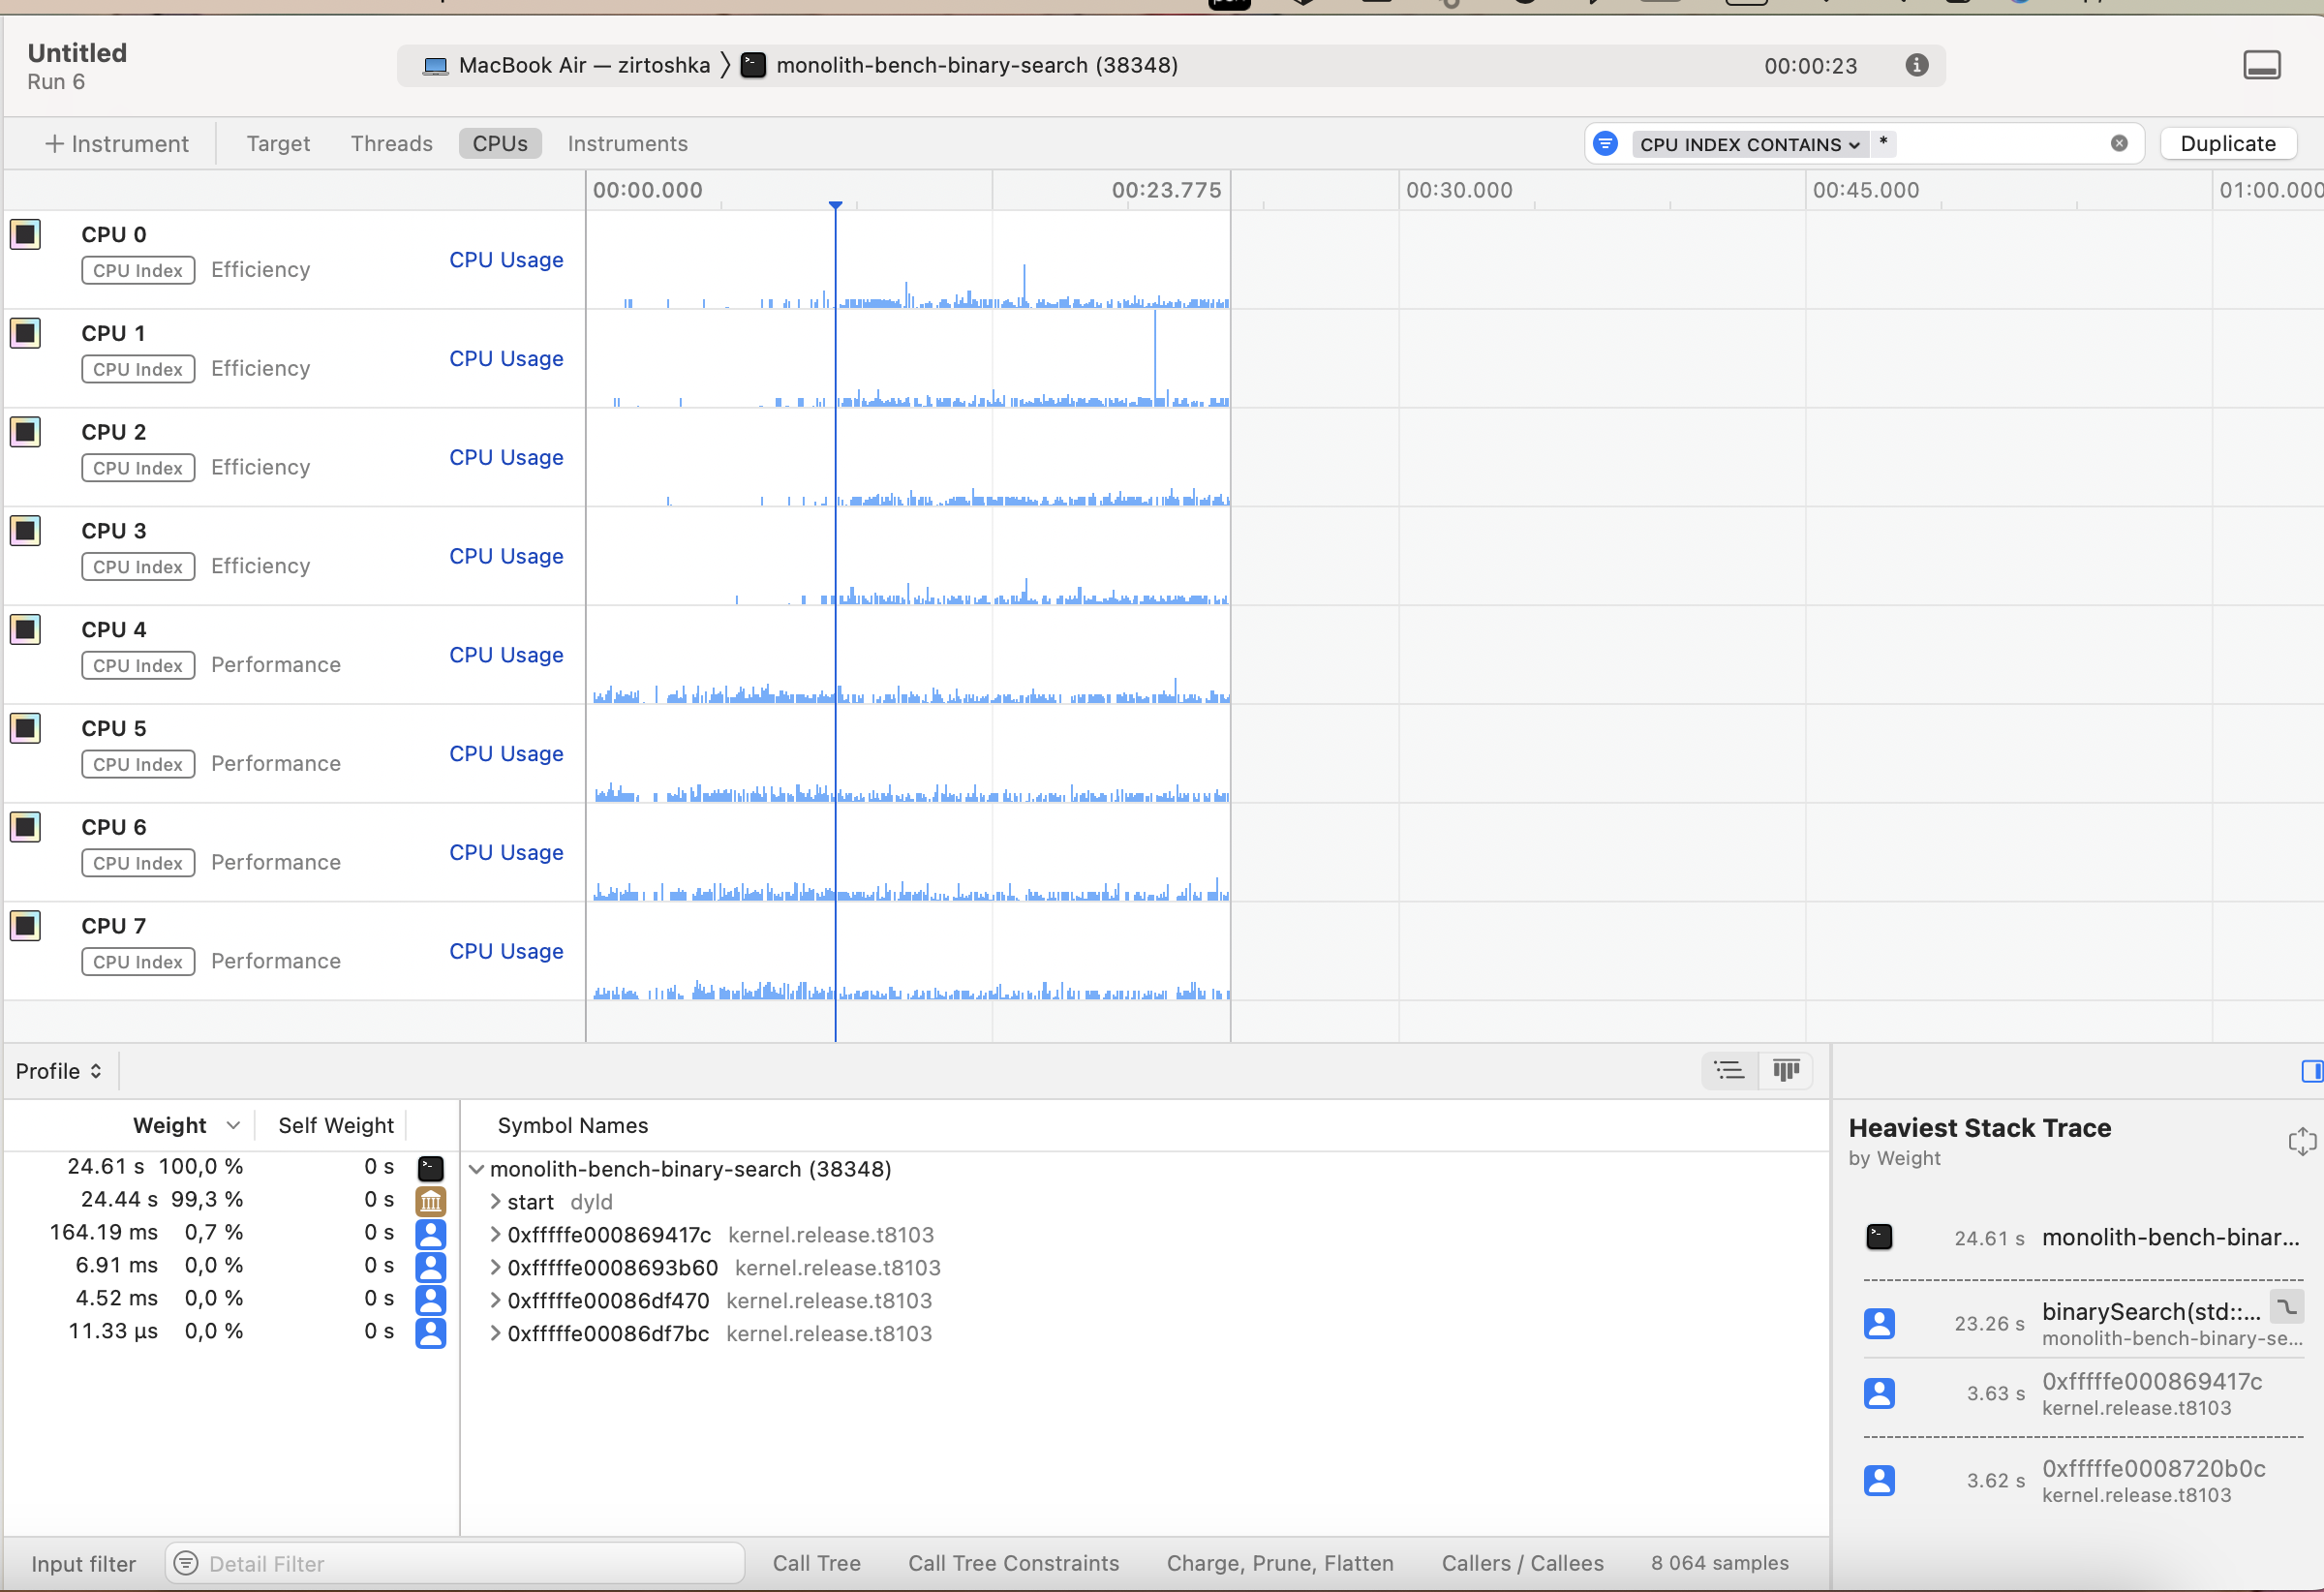 Untitled
Run 6
MacBook Air — zirtoshka 〉 monolith-bench-binary-search (38348)
00:00:23
+ Instrument
Target
Threads
CPUs
Instruments
CPU INDEX CONTAINS
*
Duplicate
00:00.000
00:23.775
00:30.000
00:45.000
01:00.000
CPU 0
CPU Index Efficiency
CPU Usage
CPU 1
CPU Index Efficiency
CPU Usage
CPU 2
CPU Index Efficiency
CPU Usage
CPU 3
CPU Index Efficiency
CPU Usage
CPU 4
CPU Index Performance
CPU Usage
CPU 5
CPU Index Performance
CPU Usage
CPU 6
CPU Index Performance
CPU Usage
CPU 7
CPU Index Performance
CPU Usage
Profile
Weight
Self Weight
Symbol Names
24.61 s 100,0 % 0 s monolith-bench-binary-search (38348)
24.44 s 99,3 % 0 s start dyld
164.19 ms 0,7 % 0 s 0xfffffe000869417c kernel.release.t8103
6.91 ms 0,0 % 0 s 0xfffffe0008693b60 kernel.release.t8103
4.52 ms 0,0 % 0 s 0xfffffe00086df470 kernel.release.t8103
11.33 µs 0,0 % 0 s 0xfffffe00086df7bc kernel.release.t8103
Heaviest Stack Trace
by Weight
24.61 s monolith-bench-binar...
23.26 s binarySearch(std::...
monolith-bench-binary-se...
3.63 s 0xfffffe000869417c
kernel.release.t8103
3.62 s 0xfffffe0008720b0c
kernel.release.t8103
Input filter
Detail Filter
Call Tree
Call Tree Constraints
Charge, Prune, Flatten
Callers / Callees
8 064 samples